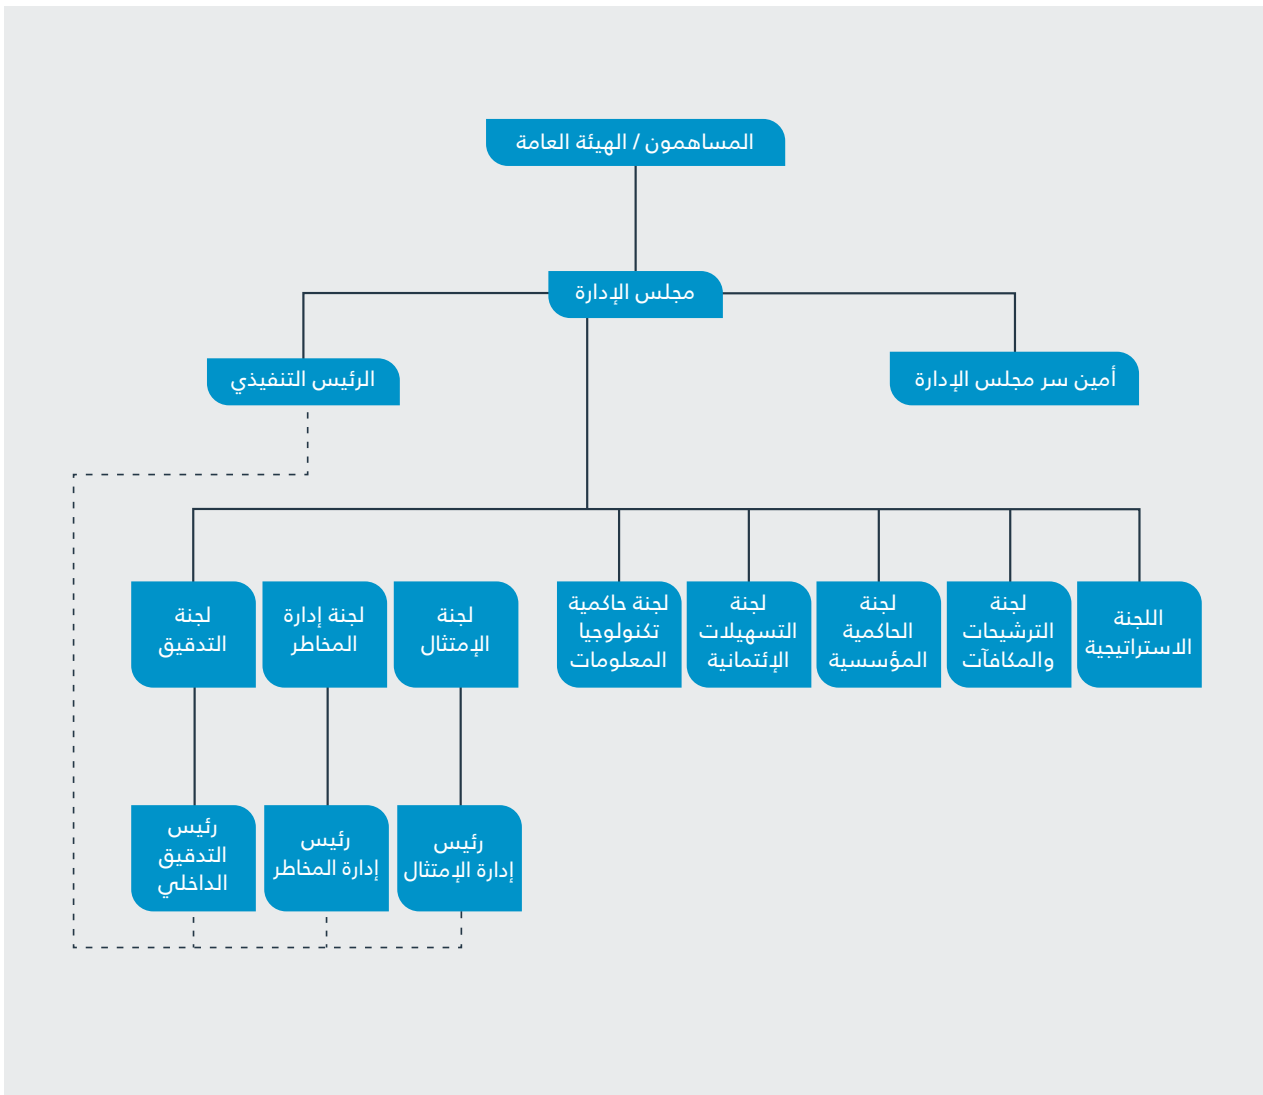 المساهمون / الهيئة العامة
مجلس الإدارة
أمين سر مجلس الإدارة
الرئيس التنفيذي
اللجنة
الاستراتيجية
لجنة
الترشيحات
والمكافآت
لجنة
الحاكمية
المؤسسية
لجنة
التسهيلات
الإئتمانية
لجنة حاكمية
تكنولوجيا
المعلومات
لجنة
الإمتثال
لجنة إدارة
المخاطر
لجنة
التدقيق
رئيس
إدارة الإمتثال
رئيس
إدارة المخاطر
رئيس
التدقيق
الداخلي